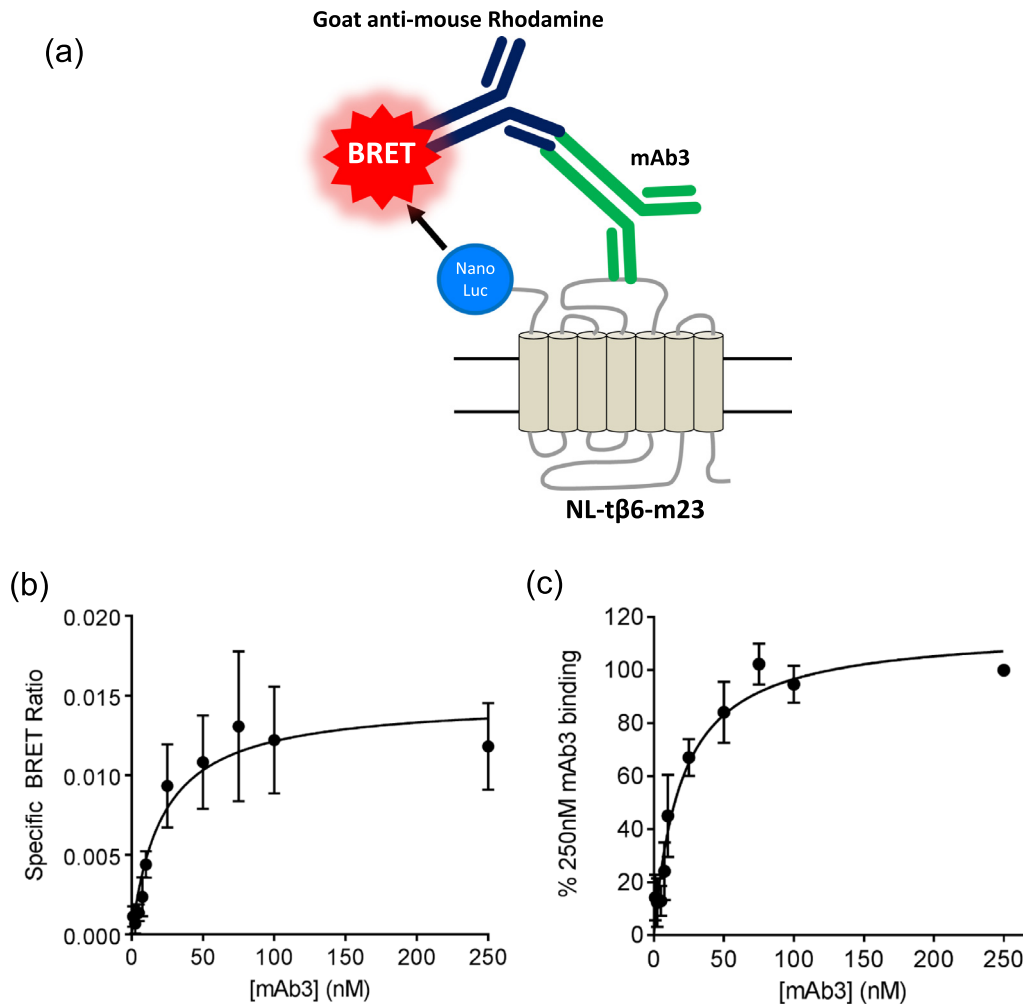 (a)
Goat anti-mouse Rhodamine
BRET
mAb3
Nano
Luc
NL-tβ6-m23
(b)
Specific BRET Ratio
0.020
0.015
0.010
0.005
0.000
0
50
100
150
200
250
[mAb3] (nM)
(c)
% 250nM mAb3 binding
120
100
80
60
40
20
0
0
50
100
150
200
250
[mAb3] (nM)